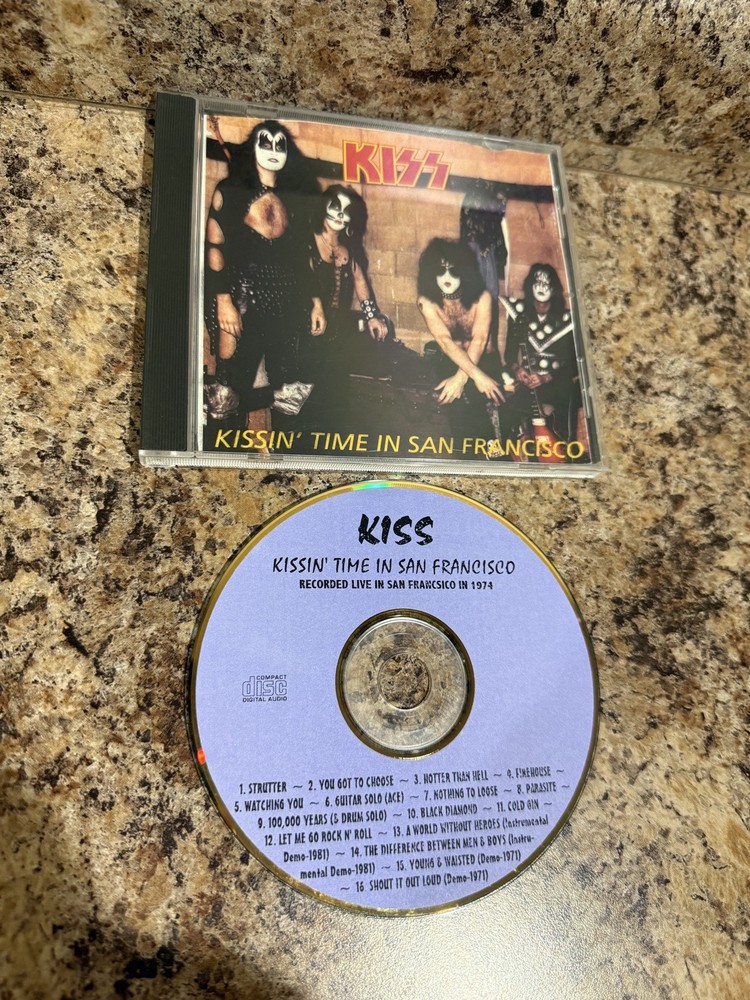 KISS
KISSIN' TIME IN SAN FRANCISCO
KISS
KISSIN' TIME IN SAN FRANCISCO
RECORDED LIVE IN SAN FRANCSICO IN 1974
COMPACT
disc
DIGITAL AUDIO
1. STRUTTER ~ 2. YOU GOT TO CHOOSE ~ 3. HOTTER THAN HELL ~ 4. FIREHOUSE ~
5. WATCHING YOU ~ 6. GUITAR SOLO (ACE) ~ 7. NOTHING TO LOOSE ~ 8. PARASITE ~
9. 100,000 YEARS (& DRUM SOLO) ~ 10. BLACK DIAMOND ~ 11. COLD GIN ~
12. LET ME GO ROCK N' ROLL ~ 13. A WORLD WITHOUT HEROES (Instrumental
Demo-1981) ~ 14. THE DIFFERENCE BETWEEN MEN & BOYS (Instru-
mental Demo-1981) ~ 15. YOUNG & WAISTED (Demo-1971)
~ 16. SHOUT IT OUT LOUD (Demo-1971)